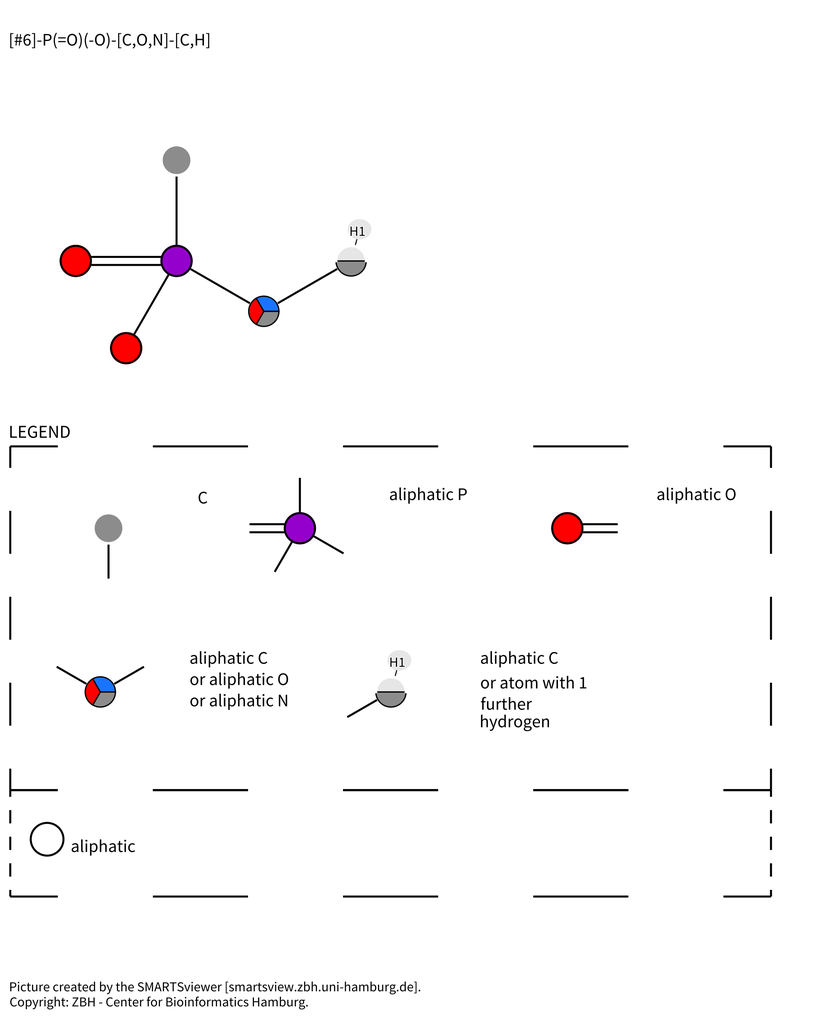 [#6]-P(=O)(-O)-[C,O,N]-[C,H]
H1
LEGEND
C
aliphatic P
aliphatic O
aliphatic C
or aliphatic O
or aliphatic N
H1
aliphatic C
or atom with 1
further
hydrogen
aliphatic
Picture created by the SMARTSviewer [smartsview.zbh.uni-hamburg.de].
Copyright: ZBH - Center for Bioinformatics Hamburg.